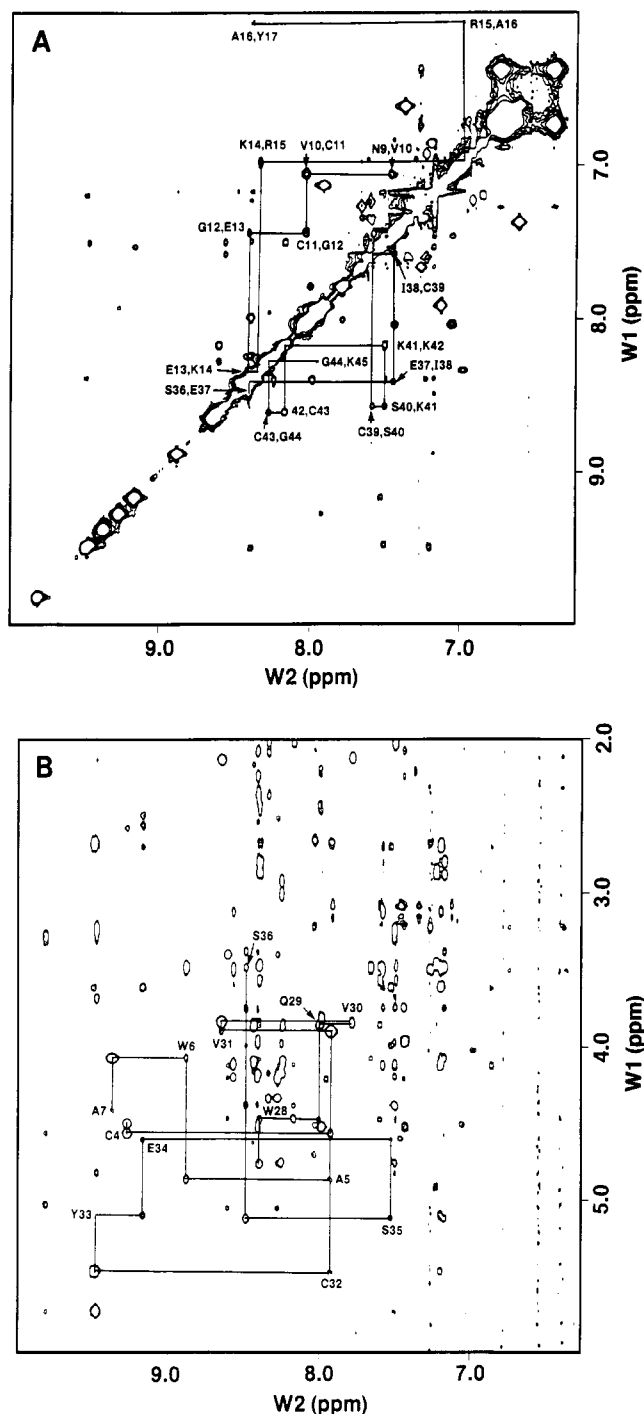 A
A16,Y17
R15,A16
K14,R15
V10,C11
N9,V10
7.0
G12,E13
C11,G12
I38,C39
8.0
K41,K42
G44,K45
E13,K14
E37,I38
S36,E37
42,C43
S40,K41
C43,G44
C39,S40
9.0
W1 (ppm)
9.0
8.0
7.0
W2 (ppm)
B
2.0
3.0
S36
Q29
V30
V31
4.0
W6
A7
W28
C4
E34
A5
5.0
Y33
S35
C32
W1 (ppm)
9.0
8.0
7.0
W2 (ppm)